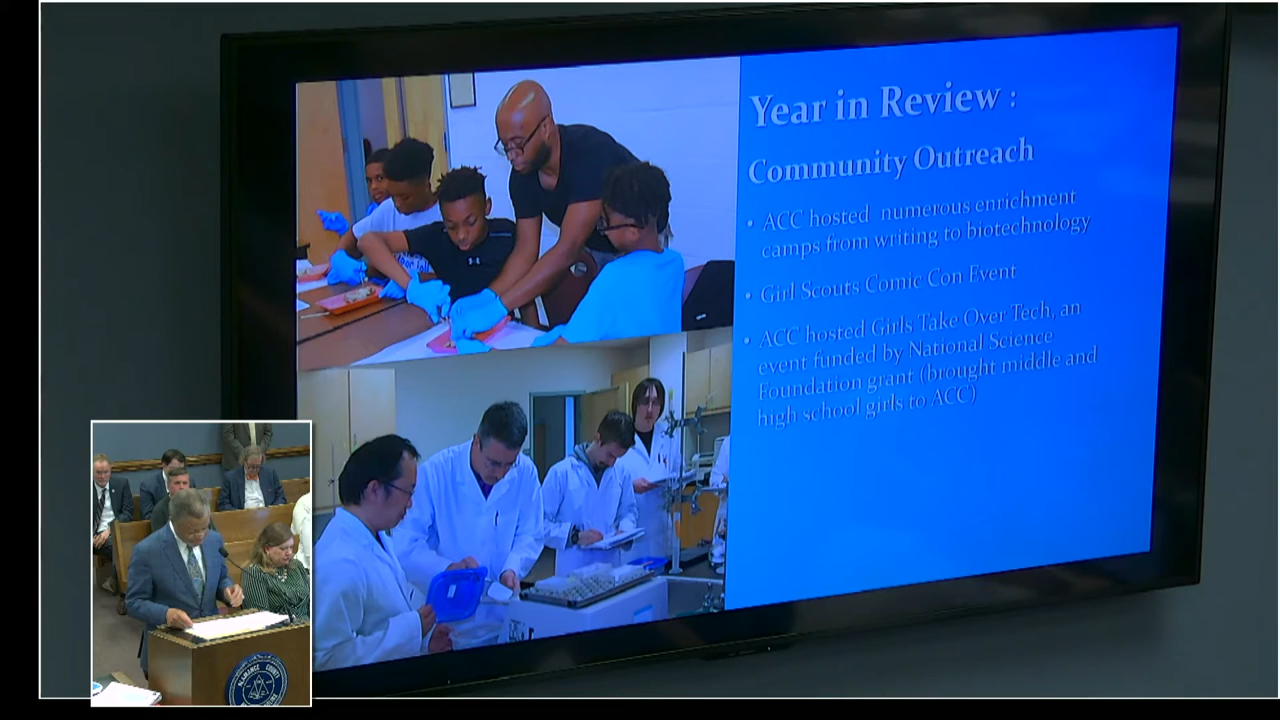 Year in Review :
Community Outreach
• ACC hosted numerous enrichment
camps from writing to biotechnology
• Girl Scouts Comic Con Event
• ACC hosted Girls Take Over Tech, an
event funded by National Science
Foundation grant (brought middle and
high school girls to ACC)
ALAMANCE COUNTY